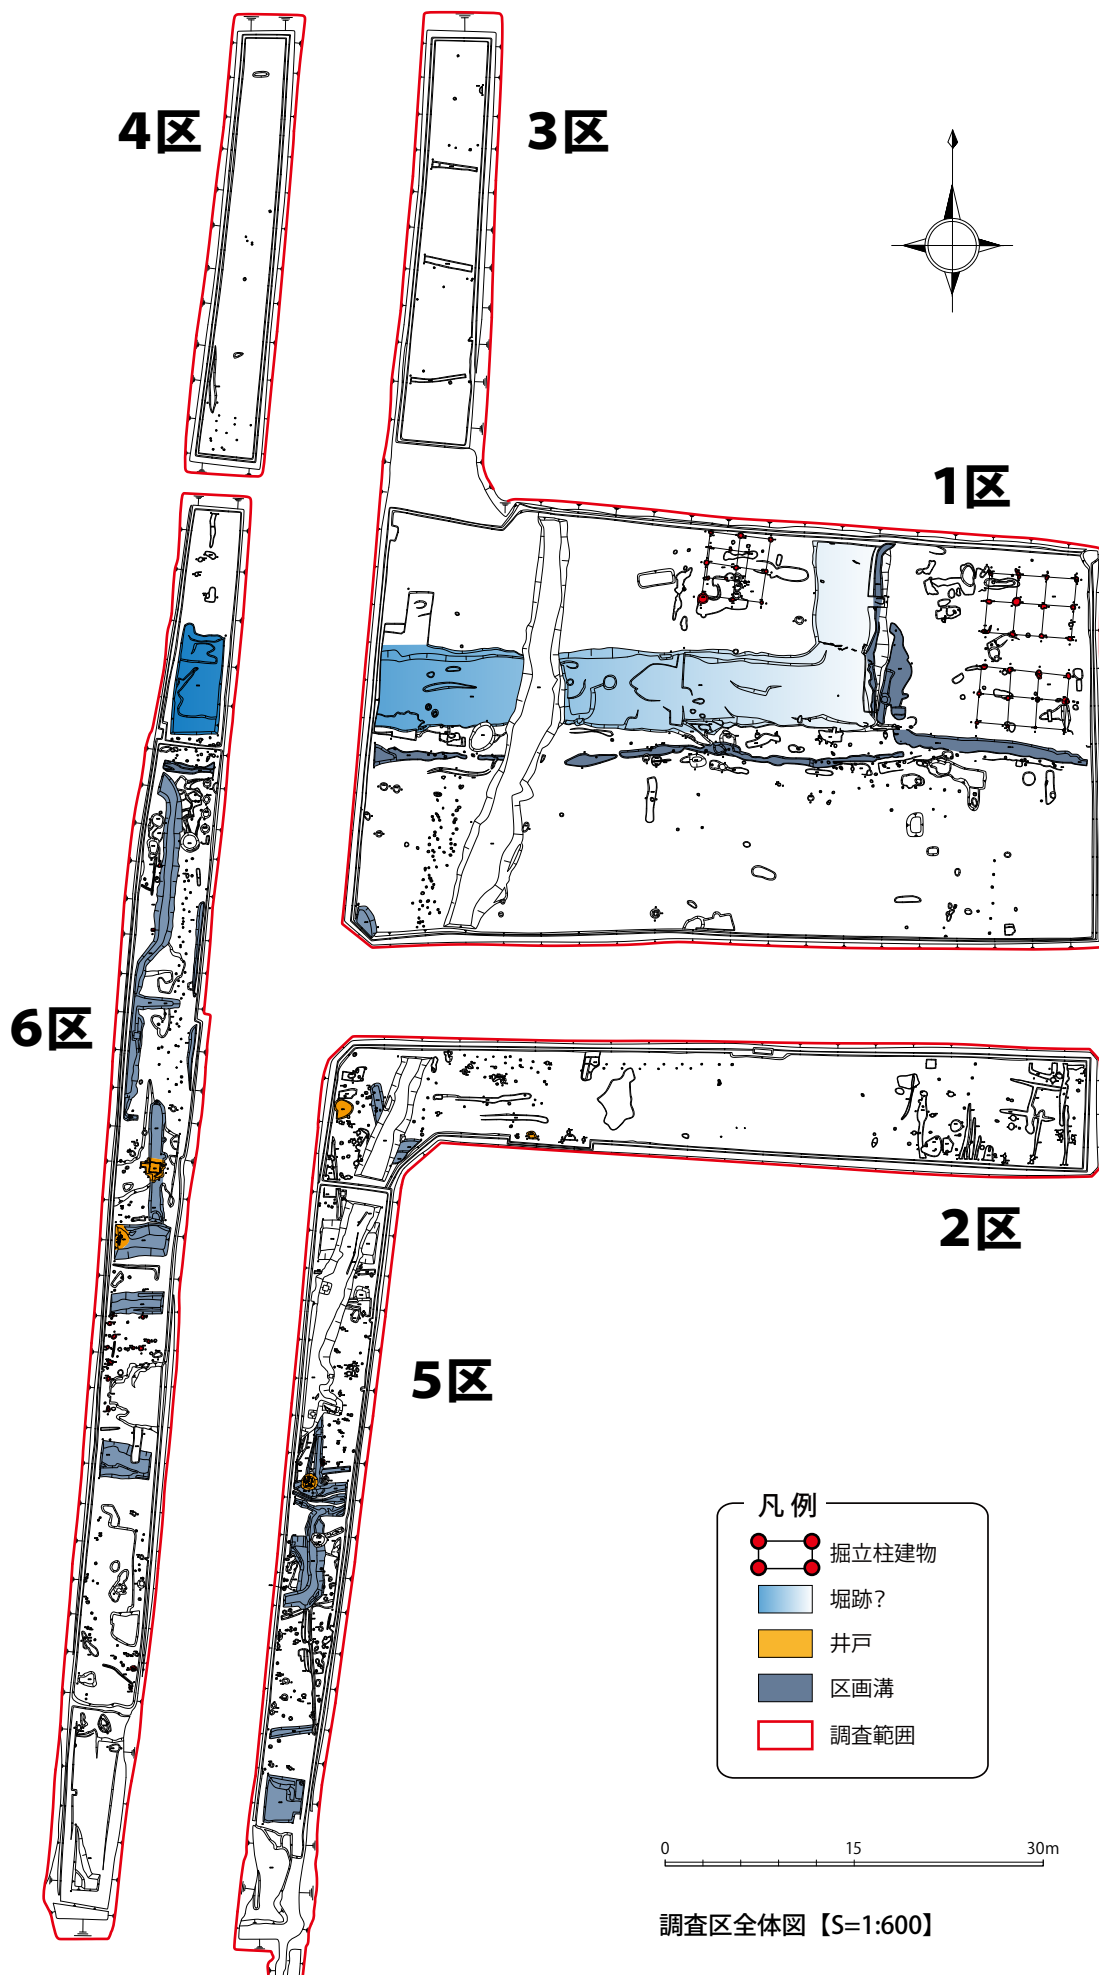 4区
3区
1区
6区
2区
5区
凡 例
掘立柱建物
堀跡？
井戸
区画溝
調査範囲
0 15 30m
調査区全体図【S=1:600】